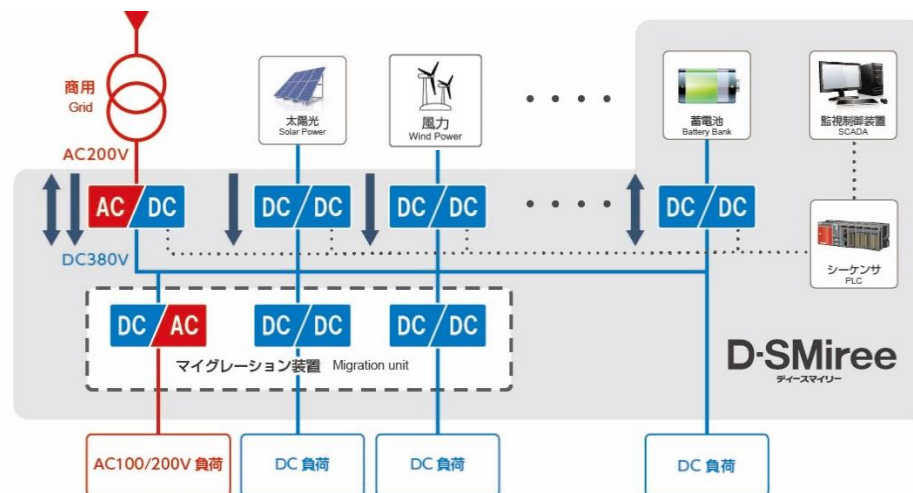 商用
Grid
太陽光
Solar Power
風力
Wind Power
蓄電池
Battery Bank
監視制御装置
SCADA
AC200V
AC/DC
DC/DC
DC/DC
DC/DC
DC380V
シーケンサ
PLC
DC/AC
DC/DC
DC/DC
マイグレーション装置 Migration unit
D-SMiree
ディースマイリー
AC100/200V 負荷
DC 負荷
DC 負荷
DC 負荷